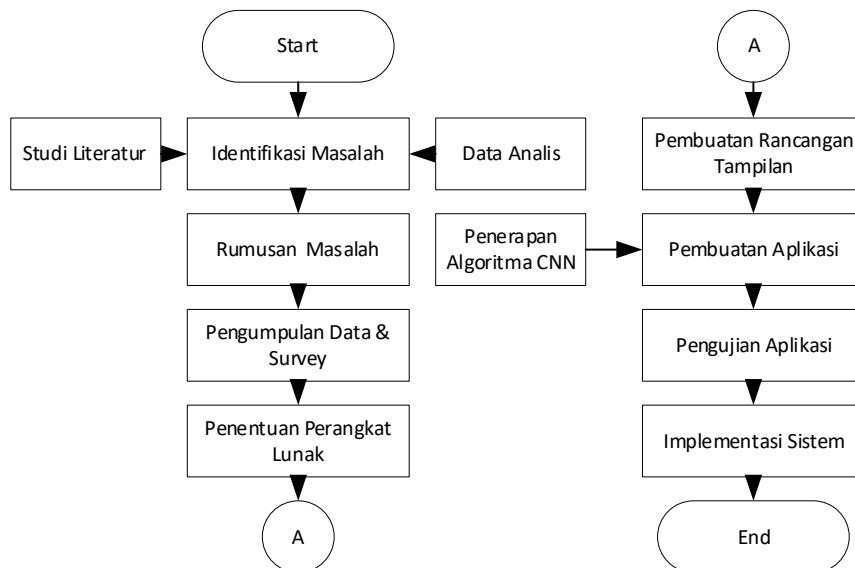 Start
Studi Literatur
Identifikasi Masalah
Data Analis
Rumusan Masalah
Pengumpulan Data &
Survey
Penentuan Perangkat
Lunak
A
A
Pembuatan Rancangan
Tampilan
Penerapan
Algoritma CNN
Pembuatan Aplikasi
Pengujian Aplikasi
Implementasi Sistem
End